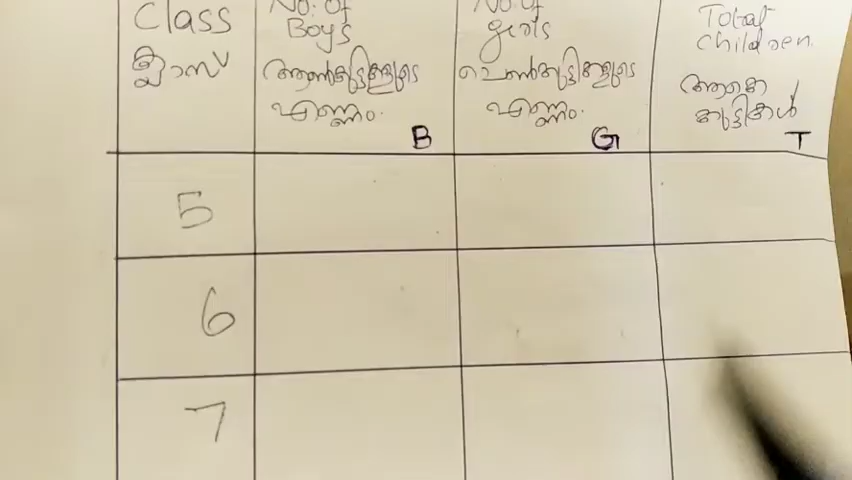 Class
ക്ലാസ്
No. of
Boys
ആൺകുട്ടികളുടെ
എണ്ണം.
B
No. of
girls
പെൺകുട്ടികളുടെ
എണ്ണം.
G
Total
children.
ആകെ
കുട്ടികൾ
T
5
6
7